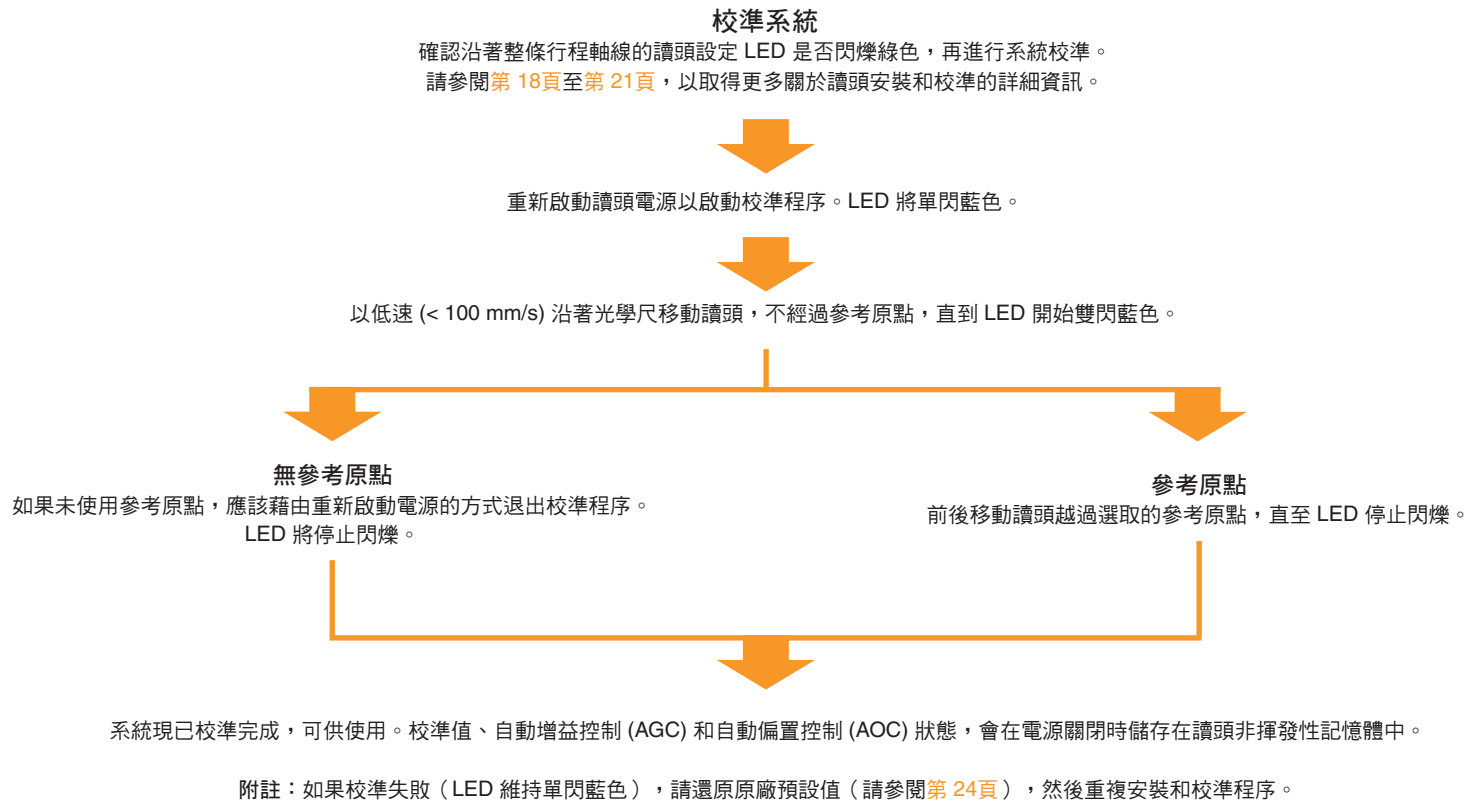 校準系統
確認沿著整條行程軸線的讀頭設定 LED 是否閃爍綠色，再進行系統校準。
請參閱第 18頁至第 21頁，以取得更多關於讀頭安裝和校準的詳細資訊。
重新啟動讀頭電源以啟動校準程序。LED 將單閃藍色。
以低速 (< 100 mm/s) 沿著光學尺移動讀頭，不經過參考原點，直到 LED 開始雙閃藍色。
無參考原點
如果未使用參考原點，應該藉由重新啟動電源的方式退出校準程序。
LED 將停止閃爍。
參考原點
前後移動讀頭越過選取的參考原點，直至 LED 停止閃爍。
系統現已校準完成，可供使用。校準值、自動增益控制 (AGC) 和自動偏置控制 (AOC) 狀態，會在電源關閉時儲存在讀頭非揮發性記憶體中。
附註：如果校準失敗（LED 維持單閃藍色），請還原原廠預設值（請參閱第 24頁），然後重複安裝和校準程序。